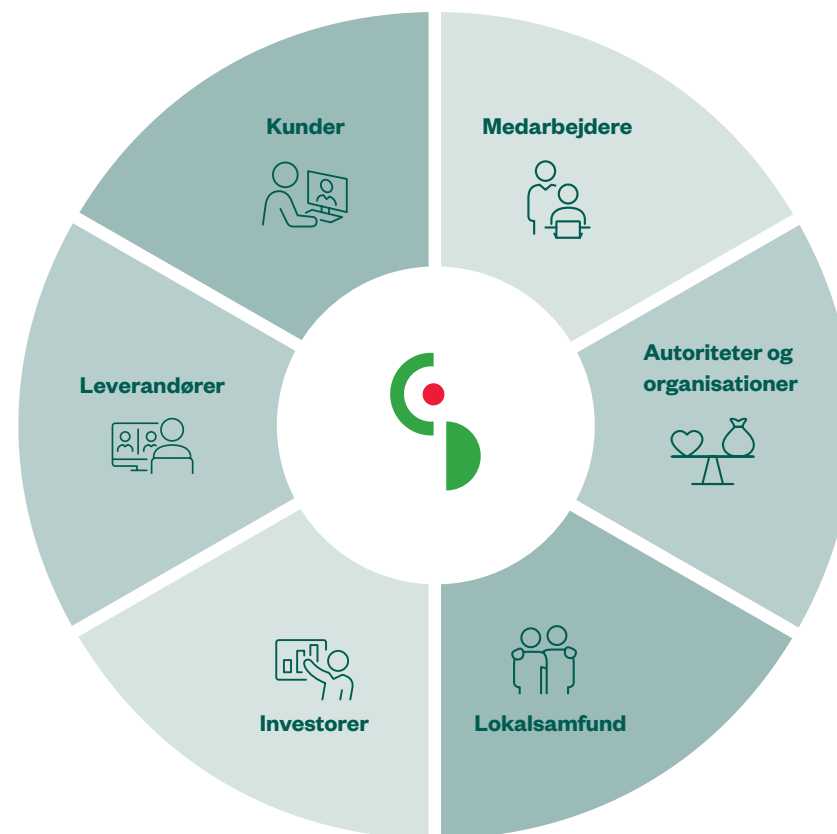 Kunder
Medarbejdere
Leverandører
Autoriteter og
organisationer
Investorer
Lokalsamfund